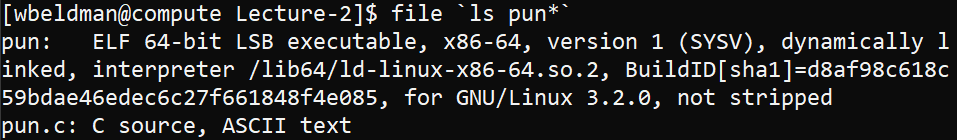 [wbeldman@compute Lecture-2]$ file `ls pun*`
pun:   ELF 64-bit LSB executable, x86-64, version 1 (SYSV), dynamically l
inked, interpreter /lib64/ld-linux-x86-64.so.2, BuildID[sha1]=d8af98c618c
59bdae46edec6c27f661848f4e085, for GNU/Linux 3.2.0, not stripped
pun.c: C source, ASCII text